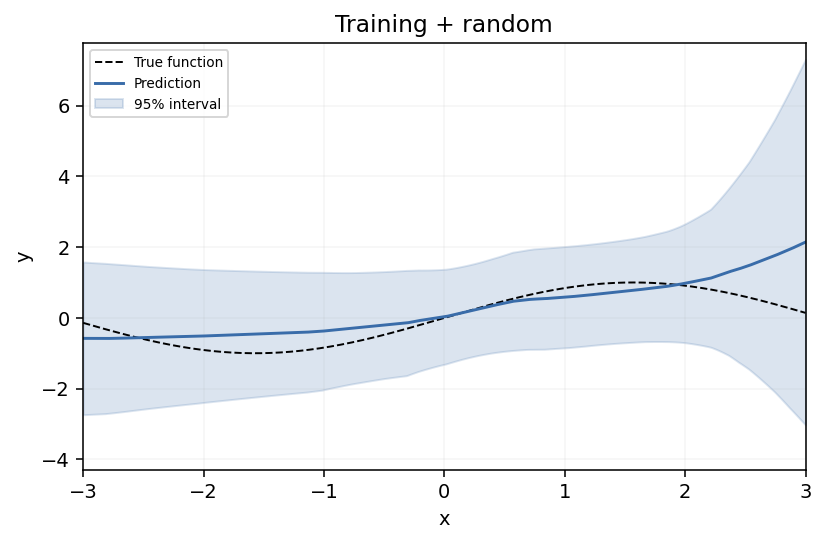 Training + random
True function
Prediction
95% interval
y
6
4
2
0
−2
−4
−3
−2
−1
0
1
2
3
x